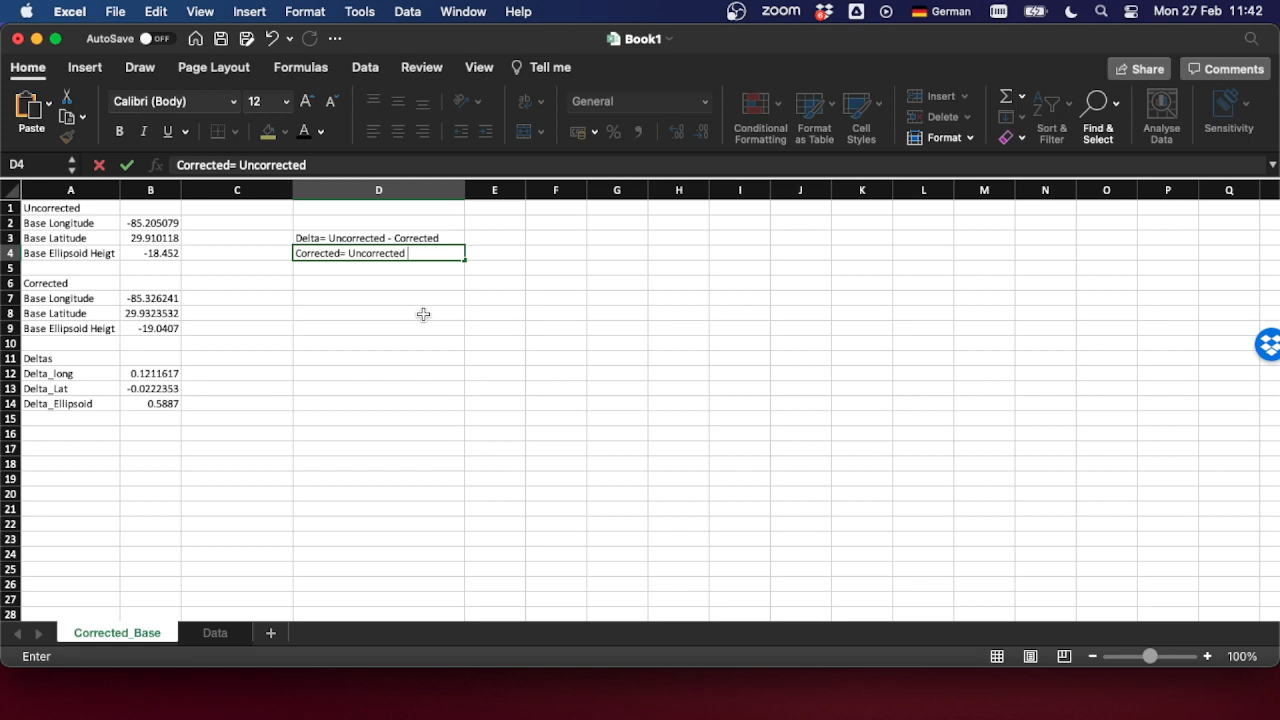 Excel File Edit View Insert Format Tools Data Window Help zoom 6 German Mon 27 Feb 11:42
AutoSave OFF Book1
Home Insert Draw Page Layout Formulas Data Review View Tell me Share Comments
Paste Calibri (Body) 12 General Conditional Formatting Format as Table Cell Styles Insert Delete Format Sort & Filter Find & Select Analyse Data Sensitivity
D4 fx Corrected= Uncorrected
A B C D E F G H I J K L M N O P Q
1 Uncorrected
2 Base Longitude -85.205079
3 Base Latitude 29.910118 Delta= Uncorrected - Corrected
4 Base Ellipsoid Heigt -18.452 Corrected= Uncorrected
5
6 Corrected
7 Base Longitude -85.326241
8 Base Latitude 29.9323532
9 Base Ellipsoid Heigt -19.0407
10
11 Deltas
12 Delta_long 0.1211617
13 Delta_Lat -0.0222353
14 Delta_Ellipsoid 0.5887
15
16
17
18
19
20
21
22
23
24
25
26
27
28
Corrected_Base Data
Enter 100%